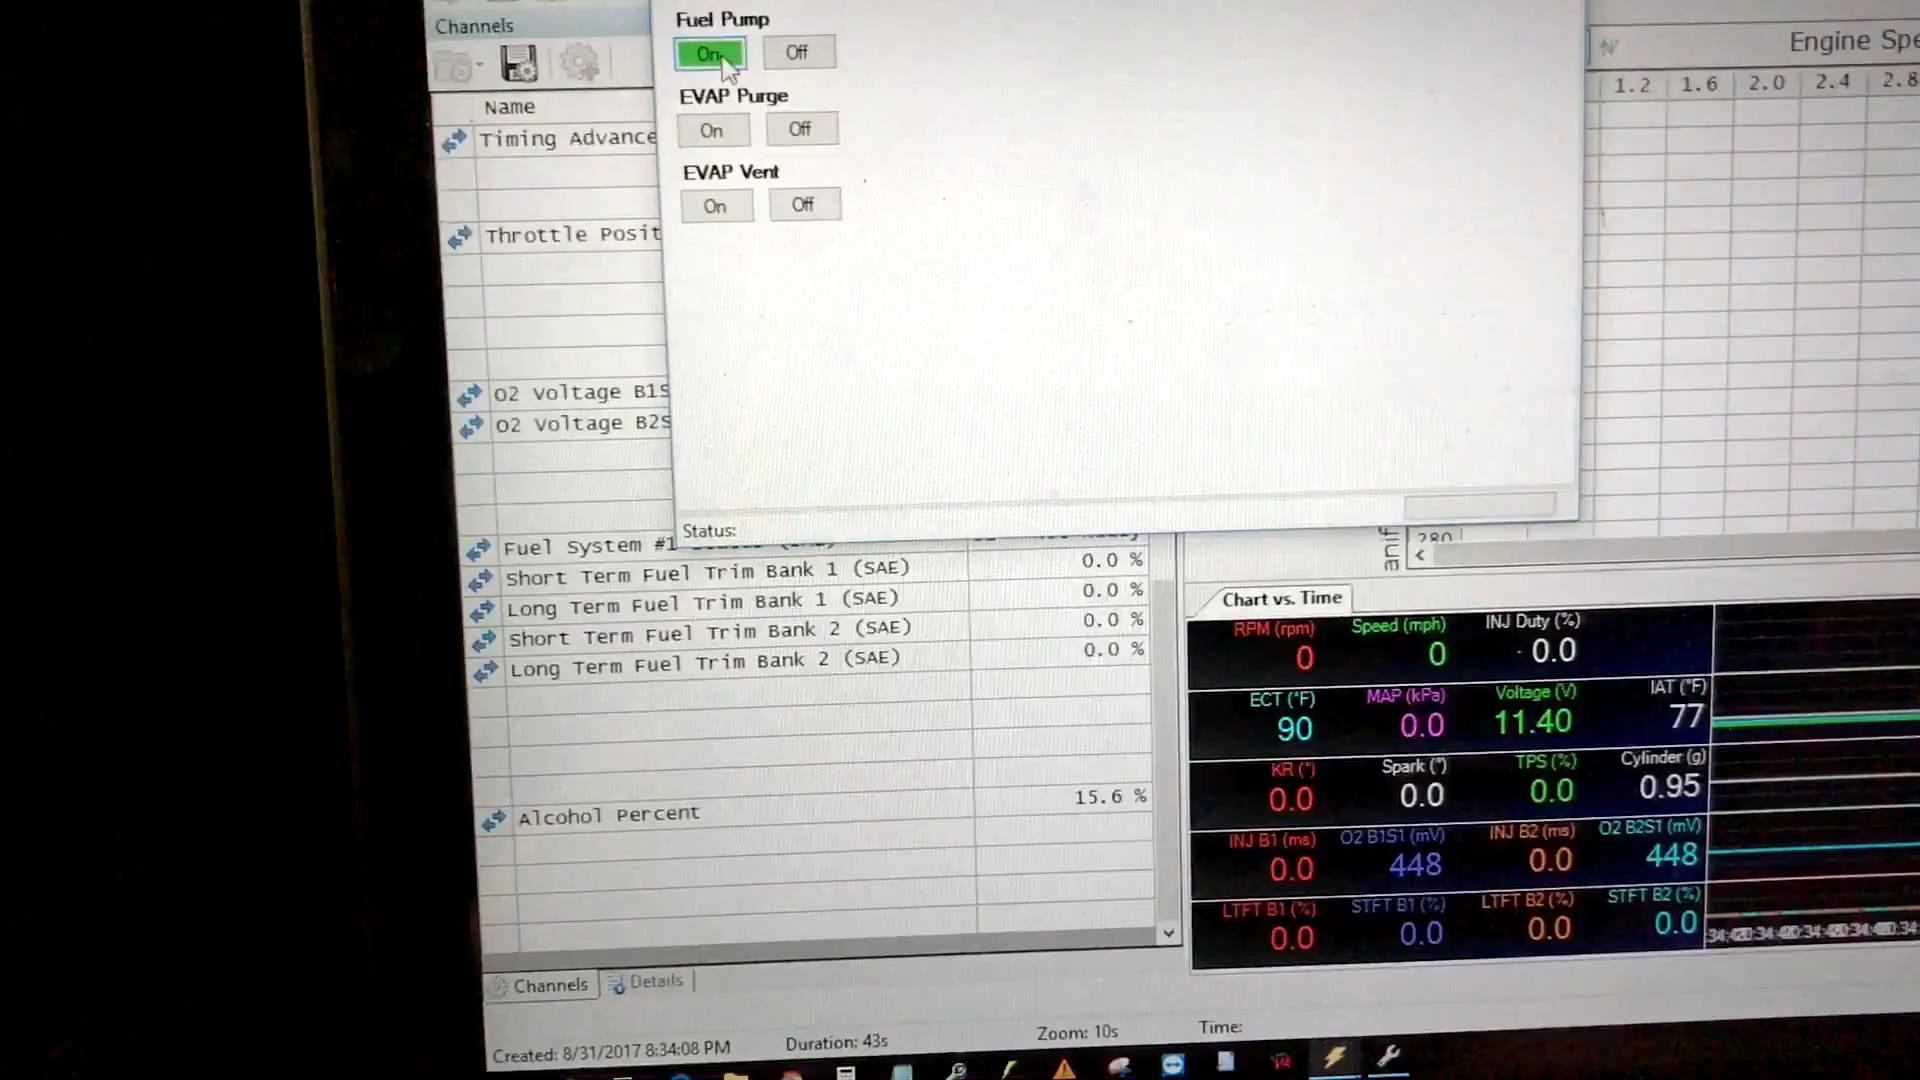 Channels
Name
Timing Advance
Throttle Posit
O2 Voltage B1S
O2 Voltage B2S
Fuel System #1
Short Term Fuel Trim Bank 1 (SAE) 0.0 %
Long Term Fuel Trim Bank 1 (SAE) 0.0 %
Short Term Fuel Trim Bank 2 (SAE) 0.0 %
Long Term Fuel Trim Bank 2 (SAE) 0.0 %
Alcohol Percent 15.6 %
Channels Details
Created: 8/31/2017 8:34:08 PM Duration: 43s Zoom: 10s Time:
Fuel Pump
On Off
EVAP Purge
On Off
EVAP Vent
On Off
Status:
Engine Spe
1.2 1.6 2.0 2.4 2.8
280
Chart vs. Time
RPM (rpm) Speed (mph) INJ Duty (%)
0 0 0.0
ECT (°F) MAP (kPa) Voltage (V) IAT (°F)
90 0.0 11.40 77
KR (°) Spark (°) TPS (%) Cylinder (g)
0.0 0.0 0.0 0.95
INJ B1 (ms) O2 B1S1 (mV) INJ B2 (ms) O2 B2S1 (mV)
0.0 448 0.0 448
LTFT B1 (%) STFT B1 (%) LTFT B2 (%) STFT B2 (%)
0.0 0.0 0.0 0.0